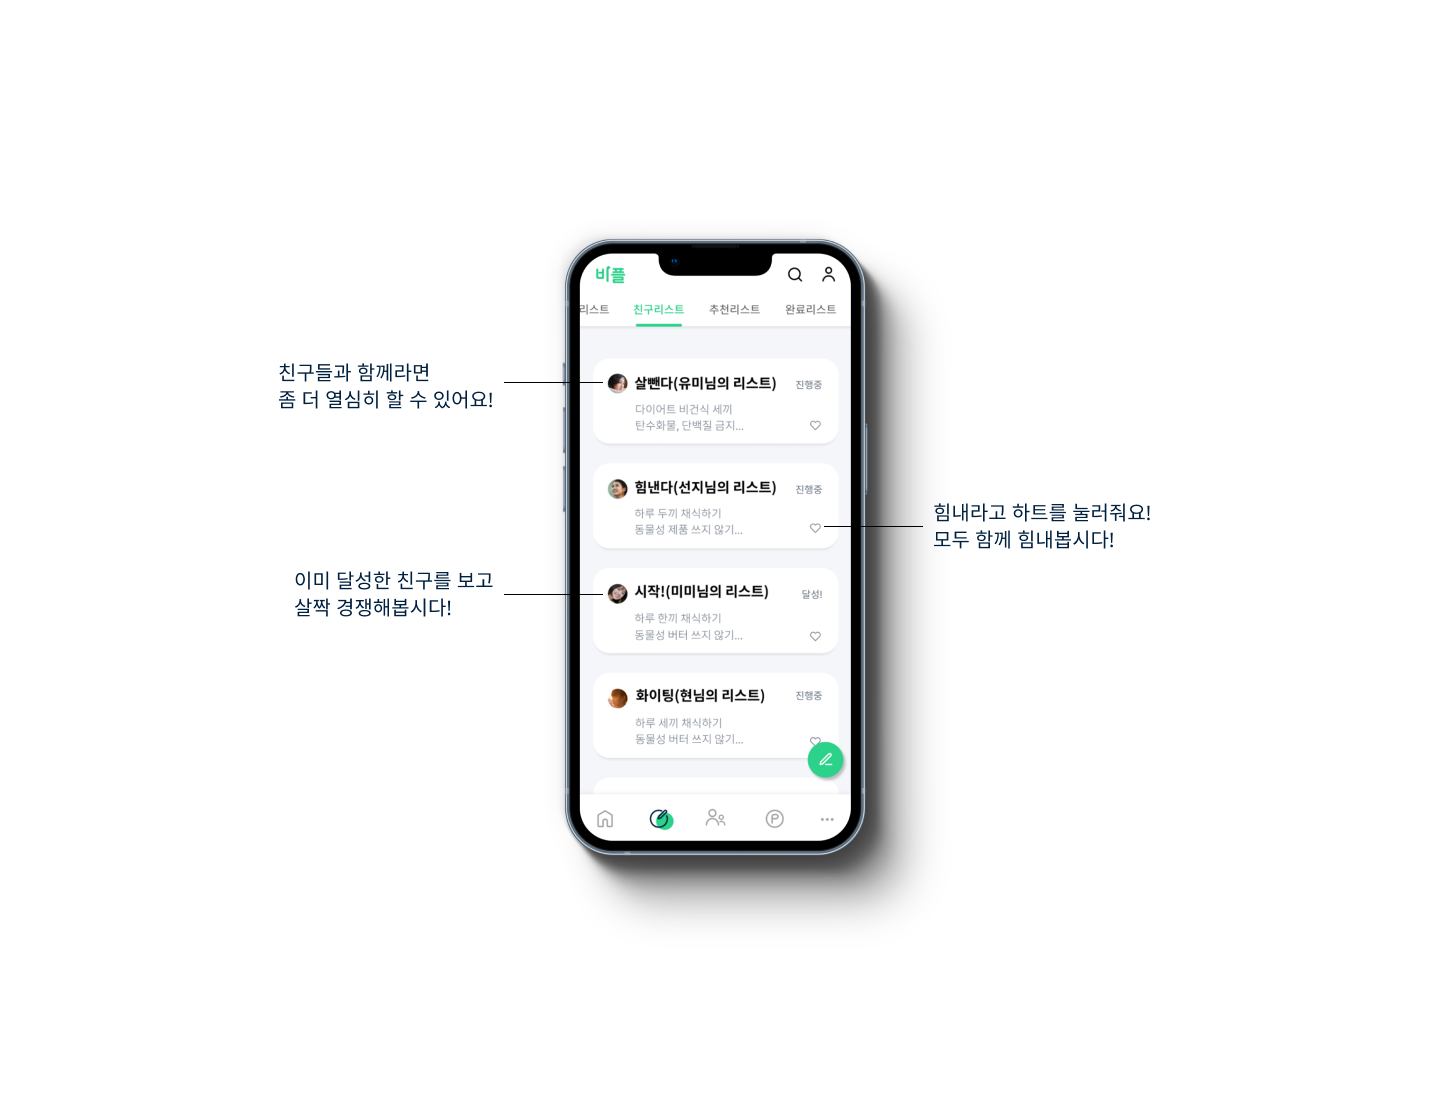 비플
리스트 친구리스트 추천리스트 완료리스트
친구들과 함께라면
좀 더 열심히 할 수 있어요!
살뺀다(유미님의 리스트) 진행중
다이어트 비건식 세끼
탄수화물, 단백질 금지...
힘낸다(선지님의 리스트) 진행중
하루 두끼 채식하기
동물성 제품 쓰지 않기...
힘내라고 하트를 눌러줘요!
모두 함께 힘내봅시다!
이미 달성한 친구를 보고
살짝 경쟁해봅시다!
시작!(미미님의 리스트) 달성!
하루 한끼 채식하기
동물성 버터 쓰지 않기...
화이팅(현님의 리스트) 진행중
하루 세끼 채식하기
동물성 버터 쓰지 않기...
P